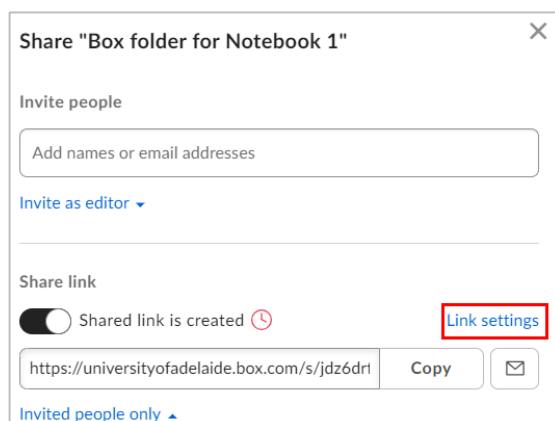 Share "Box folder for Notebook 1"
Invite people
Add names or email addresses
Invite as editor
Share link
Shared link is created
Link settings
https://universityofadelaide.box.com/s/jdz6drt
Copy
Invited people only